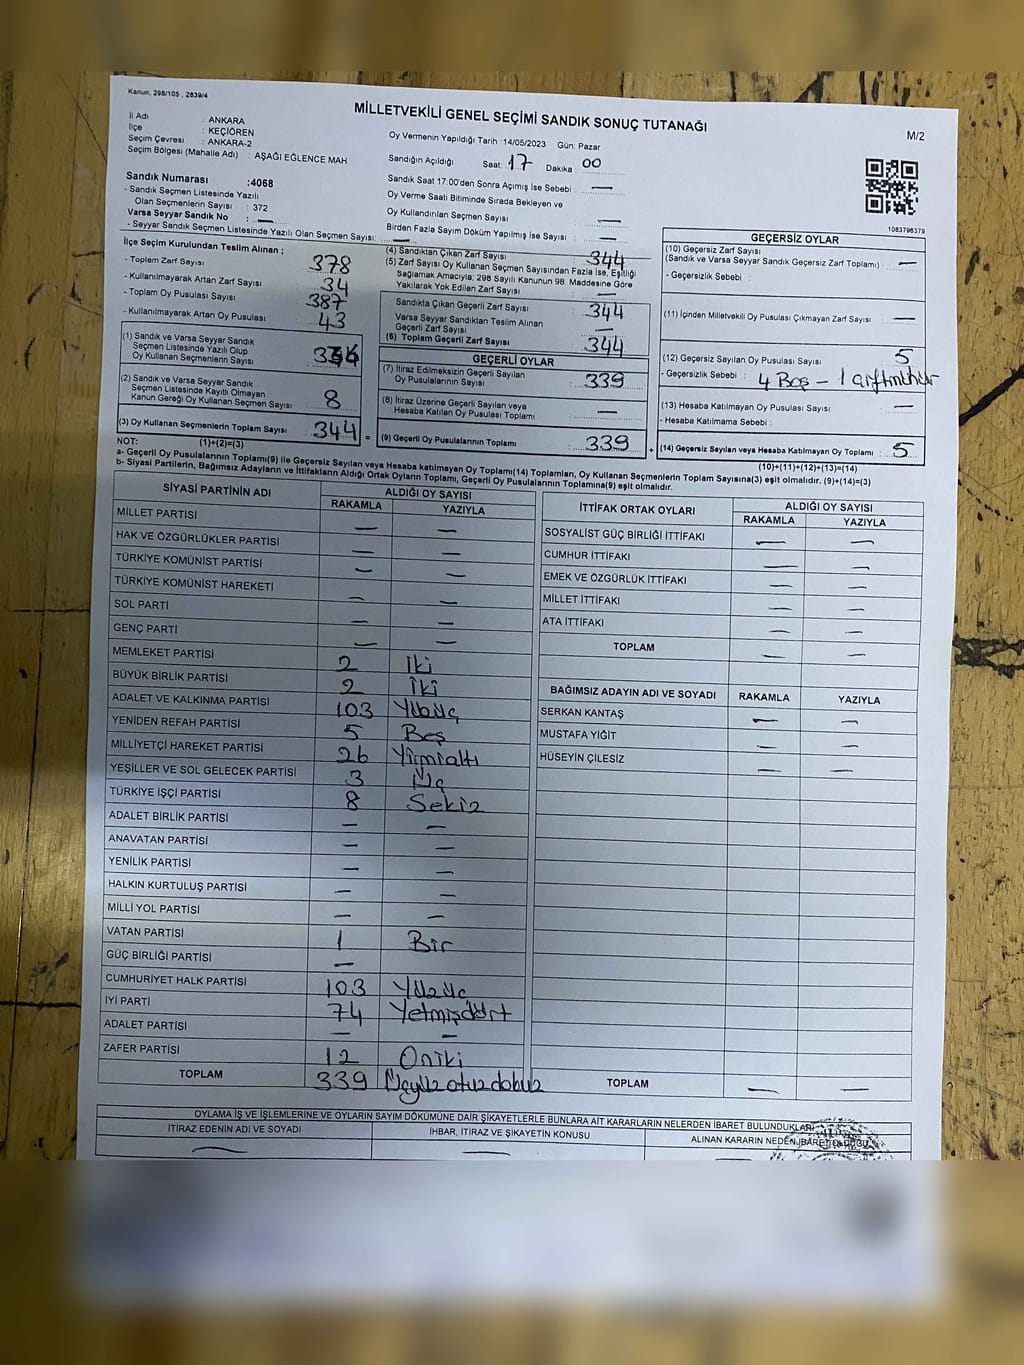 Kanun, 298/105 , 2839/4
MİLLETVEKİLİ GENEL SEÇİMİ SANDIK SONUÇ TUTANAĞI
M/2
İl Adı : ANKARA
İlçe : KEÇİÖREN
Seçim Çevresi : ANKARA-2
Seçim Bölgesi (Mahalle Adı) : AŞAĞI EĞLENCE MAH
Oy Vermenin Yapıldığı Tarih : 14/05/2023 Gün: Pazar
Sandığın Açıldığı Saat: 17 Dakika : 00
Sandık Saat 17:00'den Sonra Açımış İse Sebebi : —
Oy Verme Saati Bitiminde Sırada Bekleyen ve
Oy Kullandırılan Seçmen Sayısı : —
Birden Fazla Sayım Döküm Yapılmış İse Sayısı : —
Sandık Numarası :4068
- Sandık Seçmen Listesinde Yazılı
Olan Seçmenlerin Sayısı : 372
Varsa Seyyar Sandık No : —
- Seyyar Sandık Seçmen Listesinde Yazılı Olan Seçmen Sayısı: —
1083796379
İlçe Seçim Kurulundan Teslim Alınan ;
- Toplam Zarf Sayısı : 378
- Kullanılmayarak Artan Zarf Sayısı : 34
- Toplam Oy Pusulası Sayısı : 387
- Kullanılmayarak Artan Oy Pusulası : 43
(1) Sandık ve Varsa Seyyar Sandık
Seçmen Listesinde Yazılı Olup
Oy Kullanan Seçmenlerin Sayısı :
(2) Sandık ve Varsa Seyyar Sandık
Seçmen Listesinde Kayıtlı Olmayan
Kanun Gereği Oy Kullanan Seçmen Sayısı : 8
(3) Oy Kullanan Seçmenlerin Toplam Sayısı : 344 =
(1)+(2)=(3)
(4) Sandıktan Çıkan Zarf Sayısı : 344
(5) Zarf Sayısı Oy Kullanan Seçmen Sayısından Fazla İse, Eşitliği
Sağlamak Amacıyla, 298 Sayılı Kanunun 98. Maddesine Göre
Yakılarak Yok Edilen Zarf Sayısı : —
Sandıkta Çıkan Geçerli Zarf Sayısı : 344
Varsa Seyyar Sandıktan Teslim Alınan
Geçerli Zarf Sayısı : —
(6) Toplam Geçerli Zarf Sayısı : 344
GEÇERLİ OYLAR
(7) İtiraz Edilmeksizin Geçerli Sayılan
Oy Pusulalarının Sayısı : 339
(8) İtiraz Üzerine Geçerli Sayılan veya
Hesaba Katılan Oy Pusulası Toplamı : —
(9) Geçerli Oy Pusulalarının Toplamı : 339 +
GEÇERSİZ OYLAR
(10) Geçersiz Zarf Sayısı
(Sandık ve Varsa Seyyar Sandık Geçersiz Zarf Toplamı) : —
- Geçersizlik Sebebi :
(11) İçinden Milletvekili Oy Pusulası Çıkmayan Zarf Sayısı : —
(12) Geçersiz Sayılan Oy Pusulası Sayısı : 5
- Geçersizlik Sebebi : 4 Boş – 1
(13) Hesaba Katılmayan Oy Pusulası Sayısı : —
- Hesaba Katılmama Sebebi :
(14) Geçersiz Sayılan veya Hesaba Katılmayan Oy Toplamı : 5
(10)+(11)+(12)+(13)=(14)
NOT:
a- Geçerli Oy Pusulalarının Toplamı(9) ile Geçersiz Sayılan veya Hesaba katılmayan Oy Toplamı(14) Toplamları, Oy Kullanan Seçmenlerin Toplam Sayısına(3) eşit olmalıdır. (9)+(14)=(3)
b- Siyasi Partilerin, Bağımsız Adayların ve İttifakların Aldığı Ortak Oyların Toplamı, Geçerli Oy Pusulalarının Toplamına(9) eşit olmalıdır.
SİYASİ PARTİNİN ADI ALDIĞI OY SAYISI
RAKAMLA YAZIYLA
MİLLET PARTİSİ — —
HAK VE ÖZGÜRLÜKLER PARTİSİ — —
TÜRKİYE KOMÜNİST PARTİSİ — —
TÜRKİYE KOMÜNİST HAREKETİ — —
SOL PARTİ — —
GENÇ PARTİ — —
MEMLEKET PARTİSİ 2 İki
BÜYÜK BİRLİK PARTİSİ 2 İki
ADALET VE KALKINMA PARTİSİ 103 Yüzüç
YENİDEN REFAH PARTİSİ 5 Beş
MİLLİYETÇİ HAREKET PARTİSİ 26 Yirmialtı
YEŞİLLER VE SOL GELECEK PARTİSİ 3 Üç
TÜRKİYE İŞÇİ PARTİSİ 8 Sekiz
ADALET BİRLİK PARTİSİ — —
ANAVATAN PARTİSİ — —
YENİLİK PARTİSİ — —
HALKIN KURTULUŞ PARTİSİ — —
MİLLİ YOL PARTİSİ — —
VATAN PARTİSİ 1 Bir
GÜÇ BİRLİĞİ PARTİSİ —
CUMHURİYET HALK PARTİSİ 103 Yüzüç
İYİ PARTİ 74 Yetmişdört
ADALET PARTİSİ — —
ZAFER PARTİSİ 12 Oniki
TOPLAM 339 Üçyüzotuzdokuz
İTTİFAK ORTAK OYLARI ALDIĞI OY SAYISI
RAKAMLA YAZIYLA
SOSYALİST GÜÇ BİRLİĞİ İTTİFAKI — —
CUMHUR İTTİFAKI — —
EMEK VE ÖZGÜRLÜK İTTİFAKI — —
MİLLET İTTİFAKI — —
ATA İTTİFAKI — —
TOPLAM — —
BAĞIMSIZ ADAYIN ADI VE SOYADI RAKAMLA YAZIYLA
SERKAN KANTAŞ — —
MUSTAFA YİĞİT — —
HÜSEYİN ÇİLESİZ — —
TOPLAM — —
OYLAMA İŞ VE İŞLEMLERİNE VE OYLARIN SAYIM DÖKÜMÜNE DAİR ŞİKAYETLERLE BUNLARA AİT KARARLARIN NELERDEN İBARET BULUNDUKLARI
İTİRAZ EDENİN ADI VE SOYADI İHBAR, İTİRAZ VE ŞİKAYETİN KONUSU ALINAN KARARIN NEDEN İBARET OLDUĞU
— —